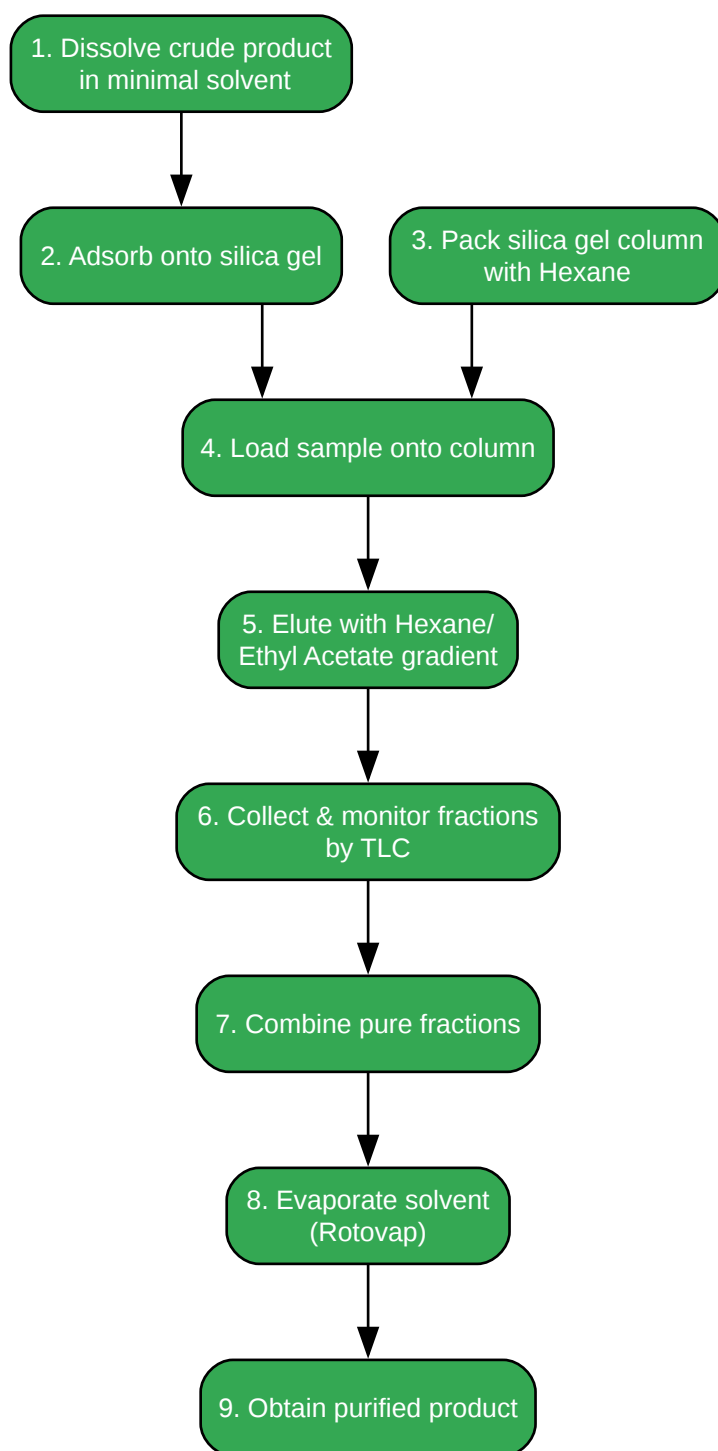 1. Dissolve crude product
in minimal solvent
2. Adsorb onto silica gel
3. Pack silica gel column
with Hexane
4. Load sample onto column
5. Elute with Hexane/
Ethyl Acetate gradient
6. Collect & monitor fractions
by TLC
7. Combine pure fractions
8. Evaporate solvent
(Rotovap)
9. Obtain purified product